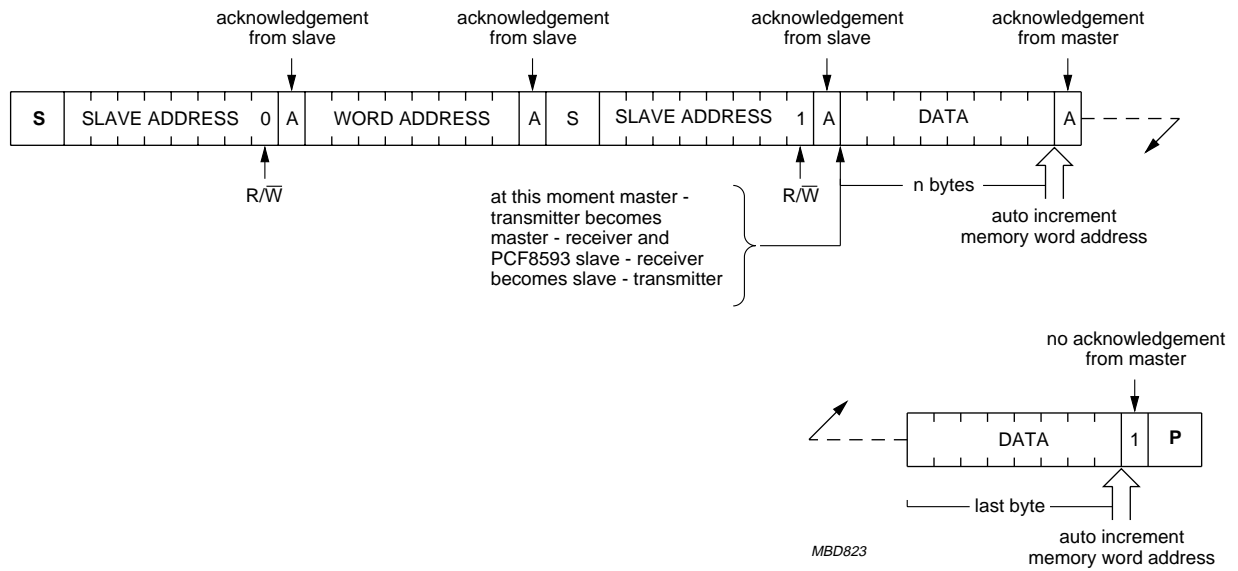 acknowledgement
from slave
acknowledgement
from slave
acknowledgement
from slave
acknowledgement
from master
S SLAVE ADDRESS 0 A WORD ADDRESS A S SLAVE ADDRESS 1 A DATA A
R/W̅
R/W̅
n bytes
at this moment master -
transmitter becomes
master - receiver and
PCF8593 slave - receiver
becomes slave - transmitter
auto increment
memory word address
no acknowledgement
from master
DATA 1 P
last byte
auto increment
memory word address
MBD823